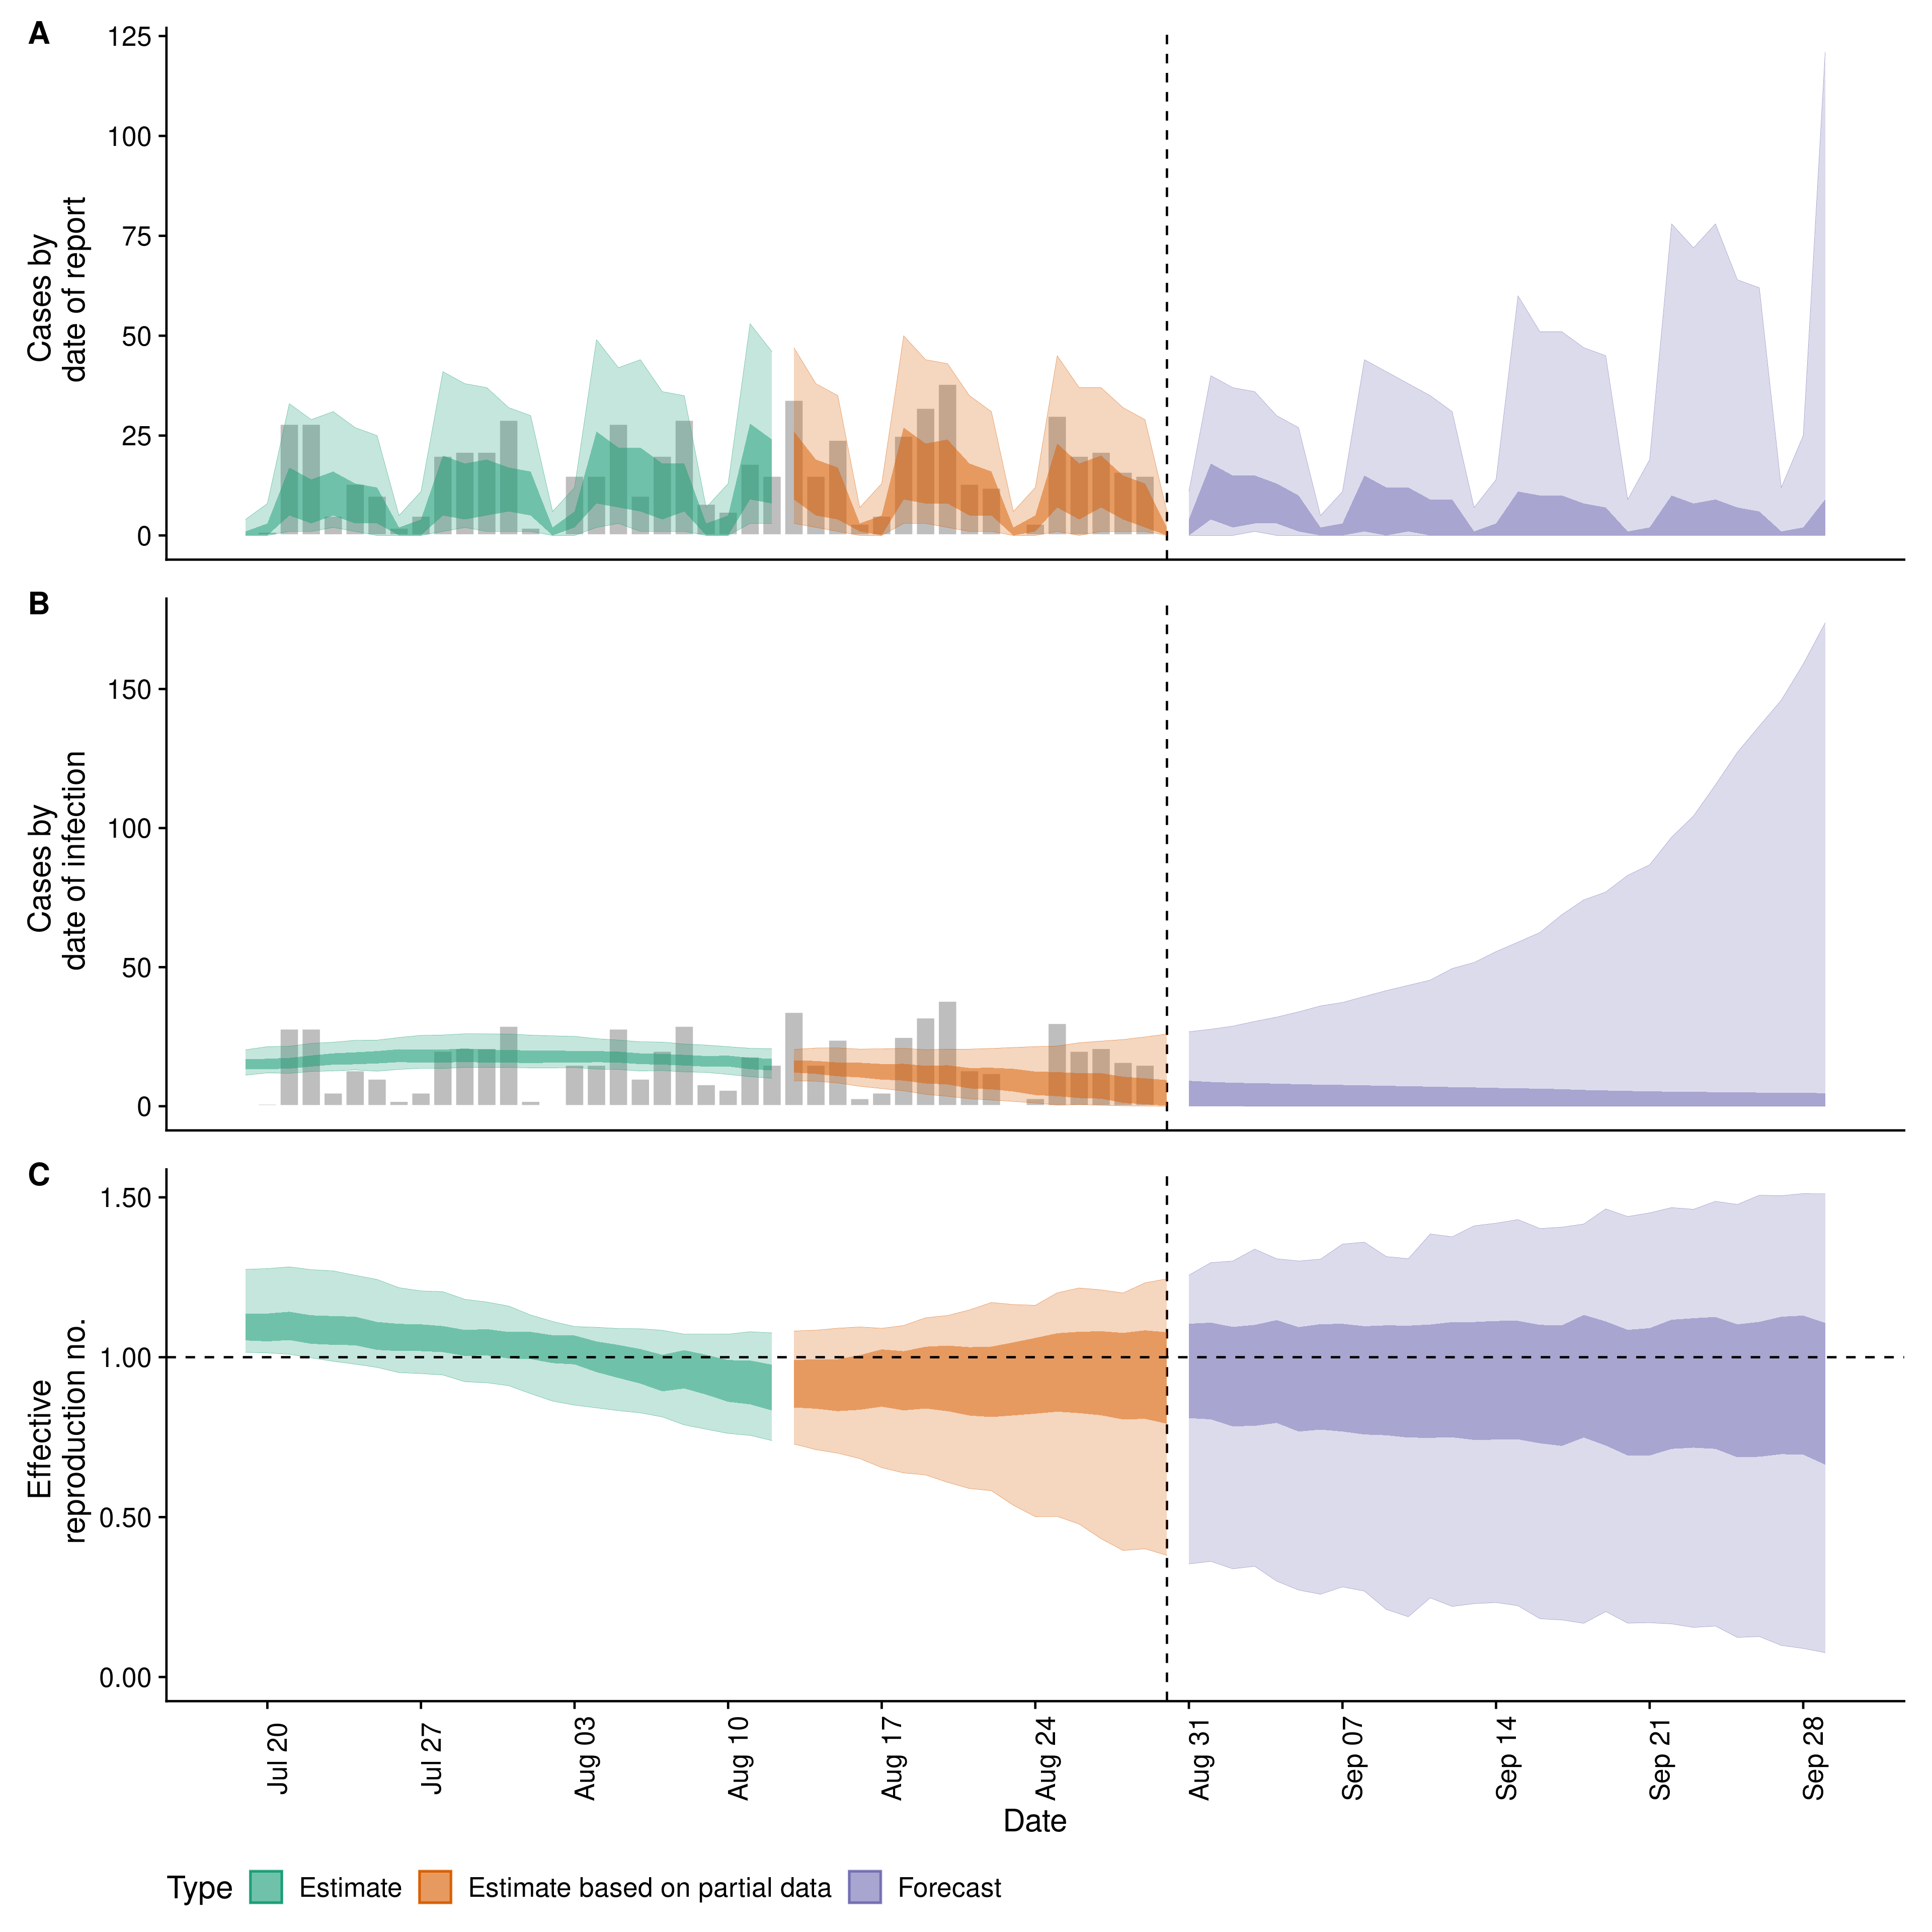 A
Cases by
date of report
125
100
75
50
25
0
B
Cases by
date of infection
150
100
50
0
C
Effective
reproduction no.
1.50
1.00
0.50
0.00
Jul 20
Jul 27
Aug 03
Aug 10
Aug 17
Aug 24
Aug 31
Sep 07
Sep 14
Sep 21
Sep 28
Date
Type Estimate Estimate based on partial data Forecast